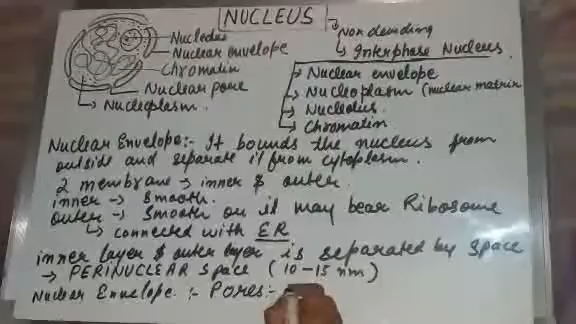 NUCLEUS
Non dividing
Interphase Nucleus
Nucleolus
Nuclear envelope
Chromatin
Nuclear pore
Nucleoplasm.
Nuclear envelope
Nucleoplasm (nuclear matrix
Nucleolus.
Chromatin
Nuclear Envelope:- It bounds the nucleus from
outside and separate it from cytoplasm.
2 membrane → inner & outer.
inner → smooth.
outer → smooth or it may bear Ribosome
↳ connected with ER
inner layer & outer layer is separated by space
→ PERINUCLEAR space (10-15 nm)
Nuclear Envelope :- Pores:-